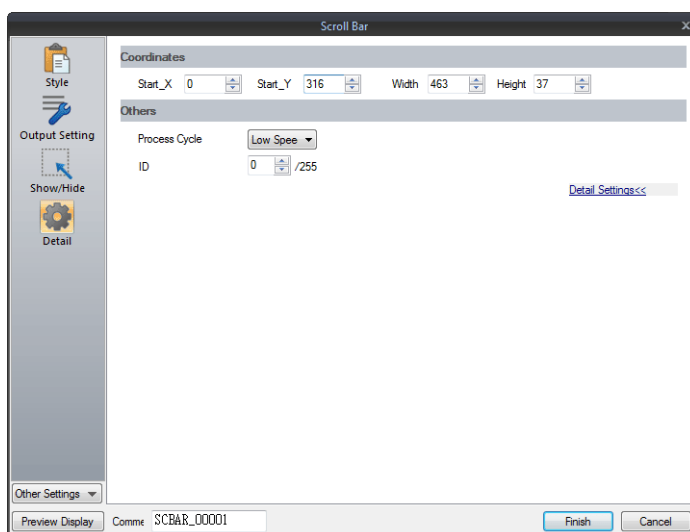 Scroll Bar
Style
Output Setting
Show/Hide
Detail
Other Settings
Coordinates
Start_X 0 Start_Y 316 Width 463 Height 37
Others
Process Cycle Low Spee
ID 0 /255
Detail Settings<<
Preview Display Comme SCBAR_00001 Finish Cancel